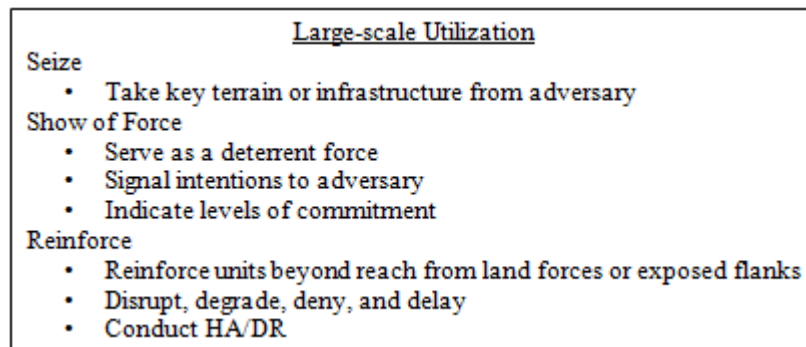 Large-scale Utilization
Seize
• Take key terrain or infrastructure from adversary
Show of Force
• Serve as a deterrent force
• Signal intentions to adversary
• Indicate levels of commitment
Reinforce
• Reinforce units beyond reach from land forces or exposed flanks
• Disrupt, degrade, deny, and delay
• Conduct HA/DR